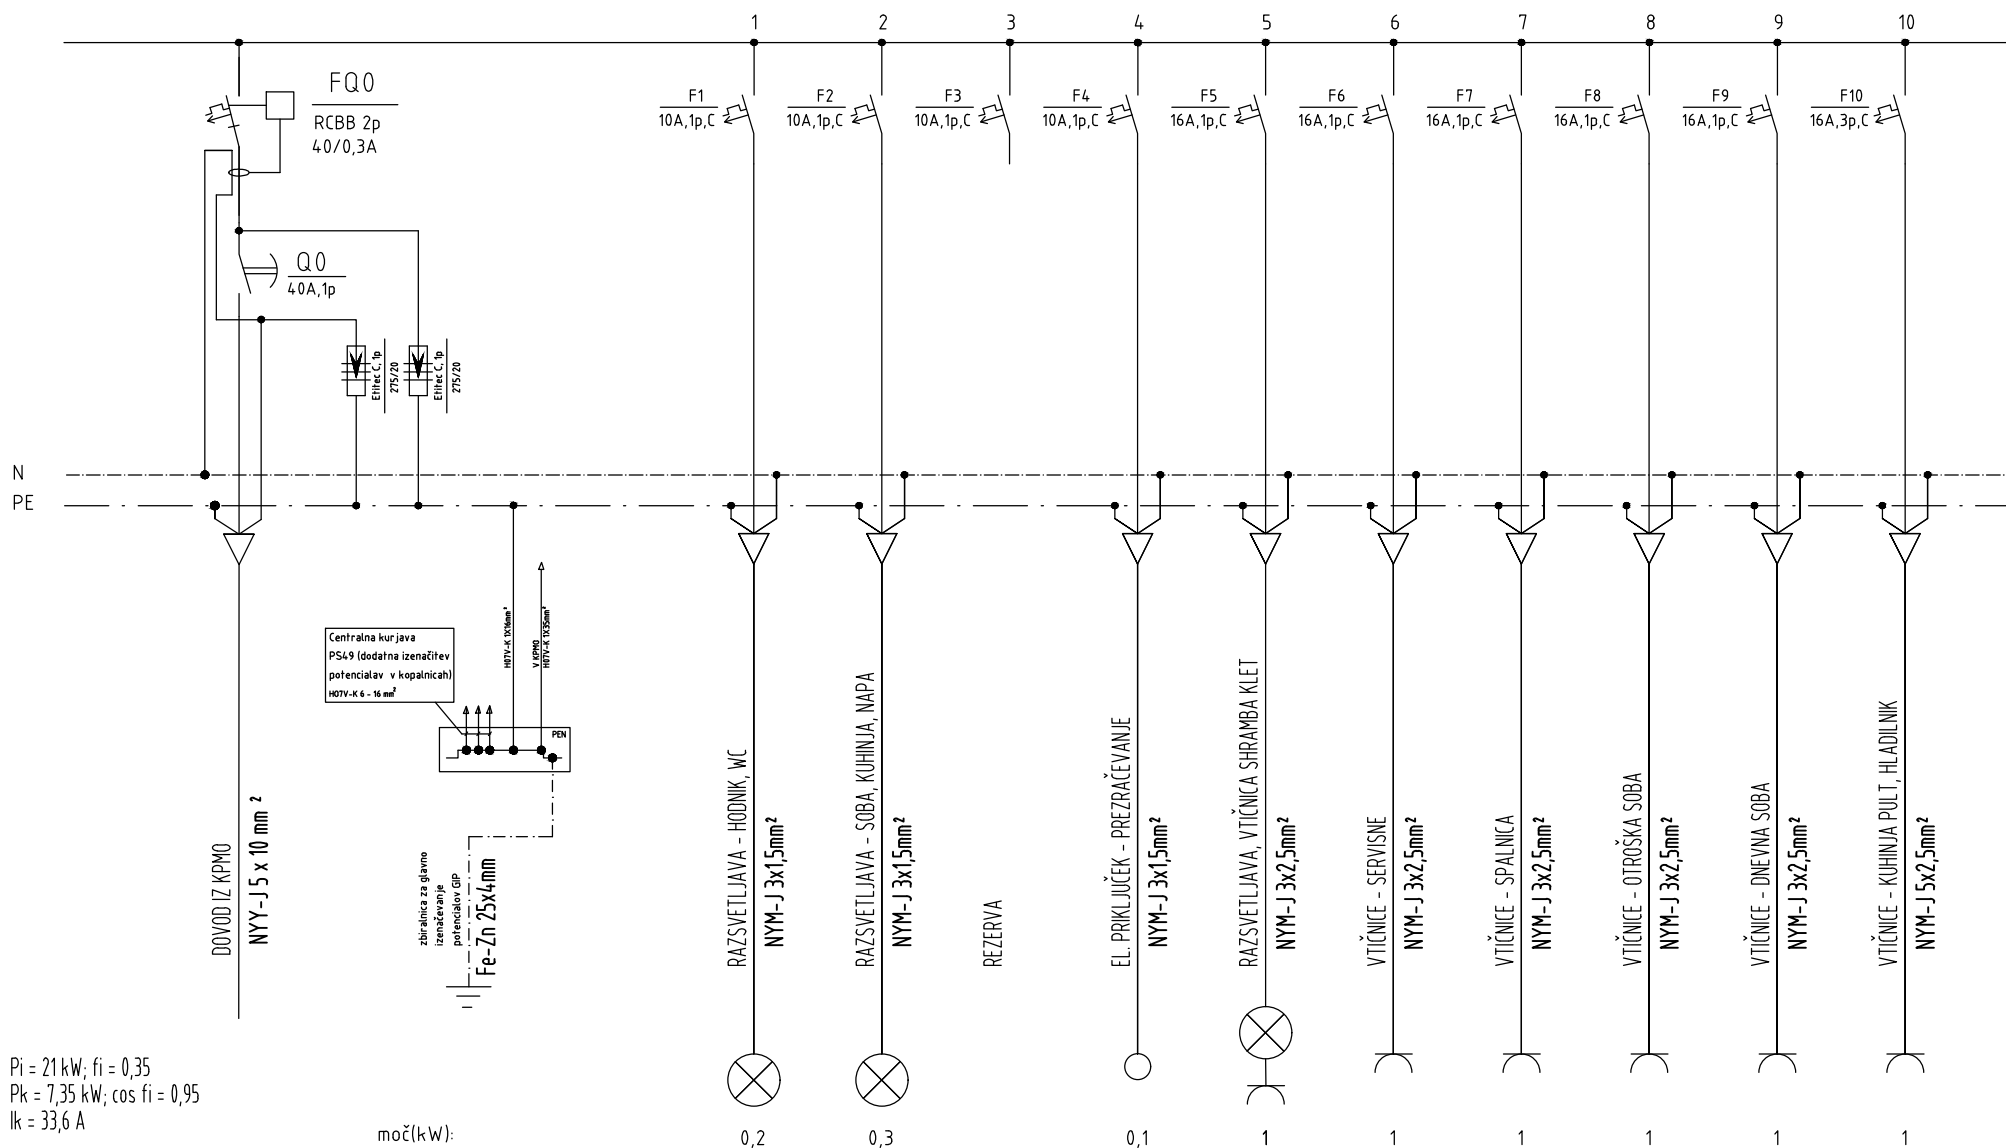 1 2 3 4 5 6 7 8 9 10
FQ0
RCBB 2p
40/0,3A
F1
10A,1p,C
F2
10A,1p,C
F3
10A,1p,C
F4
10A,1p,C
F5
16A,1p,C
F6
16A,1p,C
F7
16A,1p,C
F8
16A,1p,C
F9
16A,1p,C
F10
16A,3p,C
Q0
40A,1p
Etitec C, 1p
275/20
Etitec C, 1p
275/20
N
PE
Centralna kurjava
PS49 (dodatna izenačitev
potencialav v kopalnicah)
H07V-K 6 - 16 mm²
H07V-K 1X16mm²
V KPMO
H07V-K 1X35mm²
PEN
DOVOD IZ KPMO
NYY-J 5 x 10 mm ²
zbiralnica za glavno
izenačevanje
potencialov GIP
Fe-Zn 25x4mm
RAZSVETLJAVA - HODNIK, WC
NYM-J 3x1,5mm²
RAZSVETLJAVA - SOBA, KUHINJA, NAPA
NYM-J 3x1,5mm²
REZERVA
EL. PRIKLJUČEK - PREZRAČEVANJE
NYM-J 3x1,5mm²
RAZSVETLJAVA, VTIČNICA SHRAMBA KLET
NYM-J 3x2,5mm²
VTIČNICE - SERVISNE
NYM-J 3x2,5mm²
VTIČNICE - SPALNICA
NYM-J 3x2,5mm²
VTIČNICE - OTROŠKA SOBA
NYM-J 3x2,5mm²
VTIČNICE - DNEVNA SOBA
NYM-J 3x2,5mm²
VTIČNICE - KUHINJA PULT, HLADILNIK
NYM-J 5x2,5mm²
Pi = 21 kW; fi = 0,35
Pk = 7,35 kW; cos fi = 0,95
Ik = 33,6 A
moč(kW): 0,2 0,3 0,1 1 1 1 1 1 1